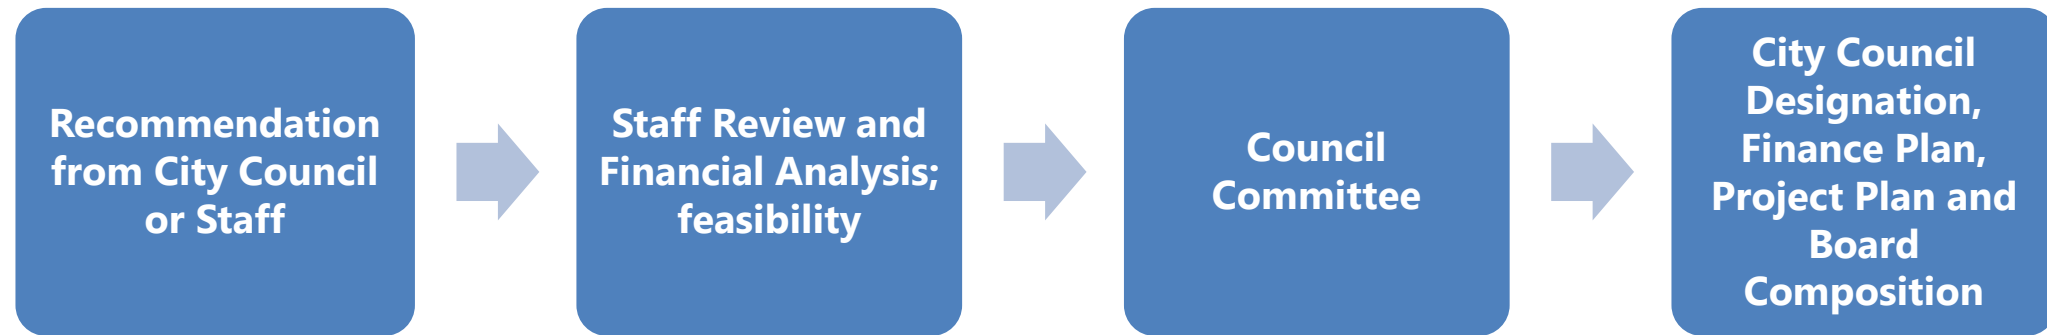 Recommendation
from City Council
or Staff
Staff Review and
Financial Analysis;
feasibility
Council
Committee
City Council
Designation,
Finance Plan,
Project Plan and
Board
Composition